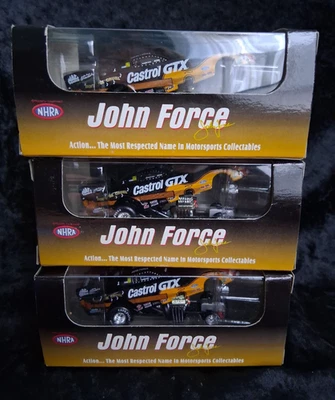 Castrol GTX
NHRA
John Force
Action... The Most Respected Name In Motorsports Collectables
Castrol GTX
NHRA
John Force
Action... The Most Respected Name In Motorsports Collectables
Castrol GTX
NHRA
John Force
Action... The Most Respected Name In Motorsports Collectables